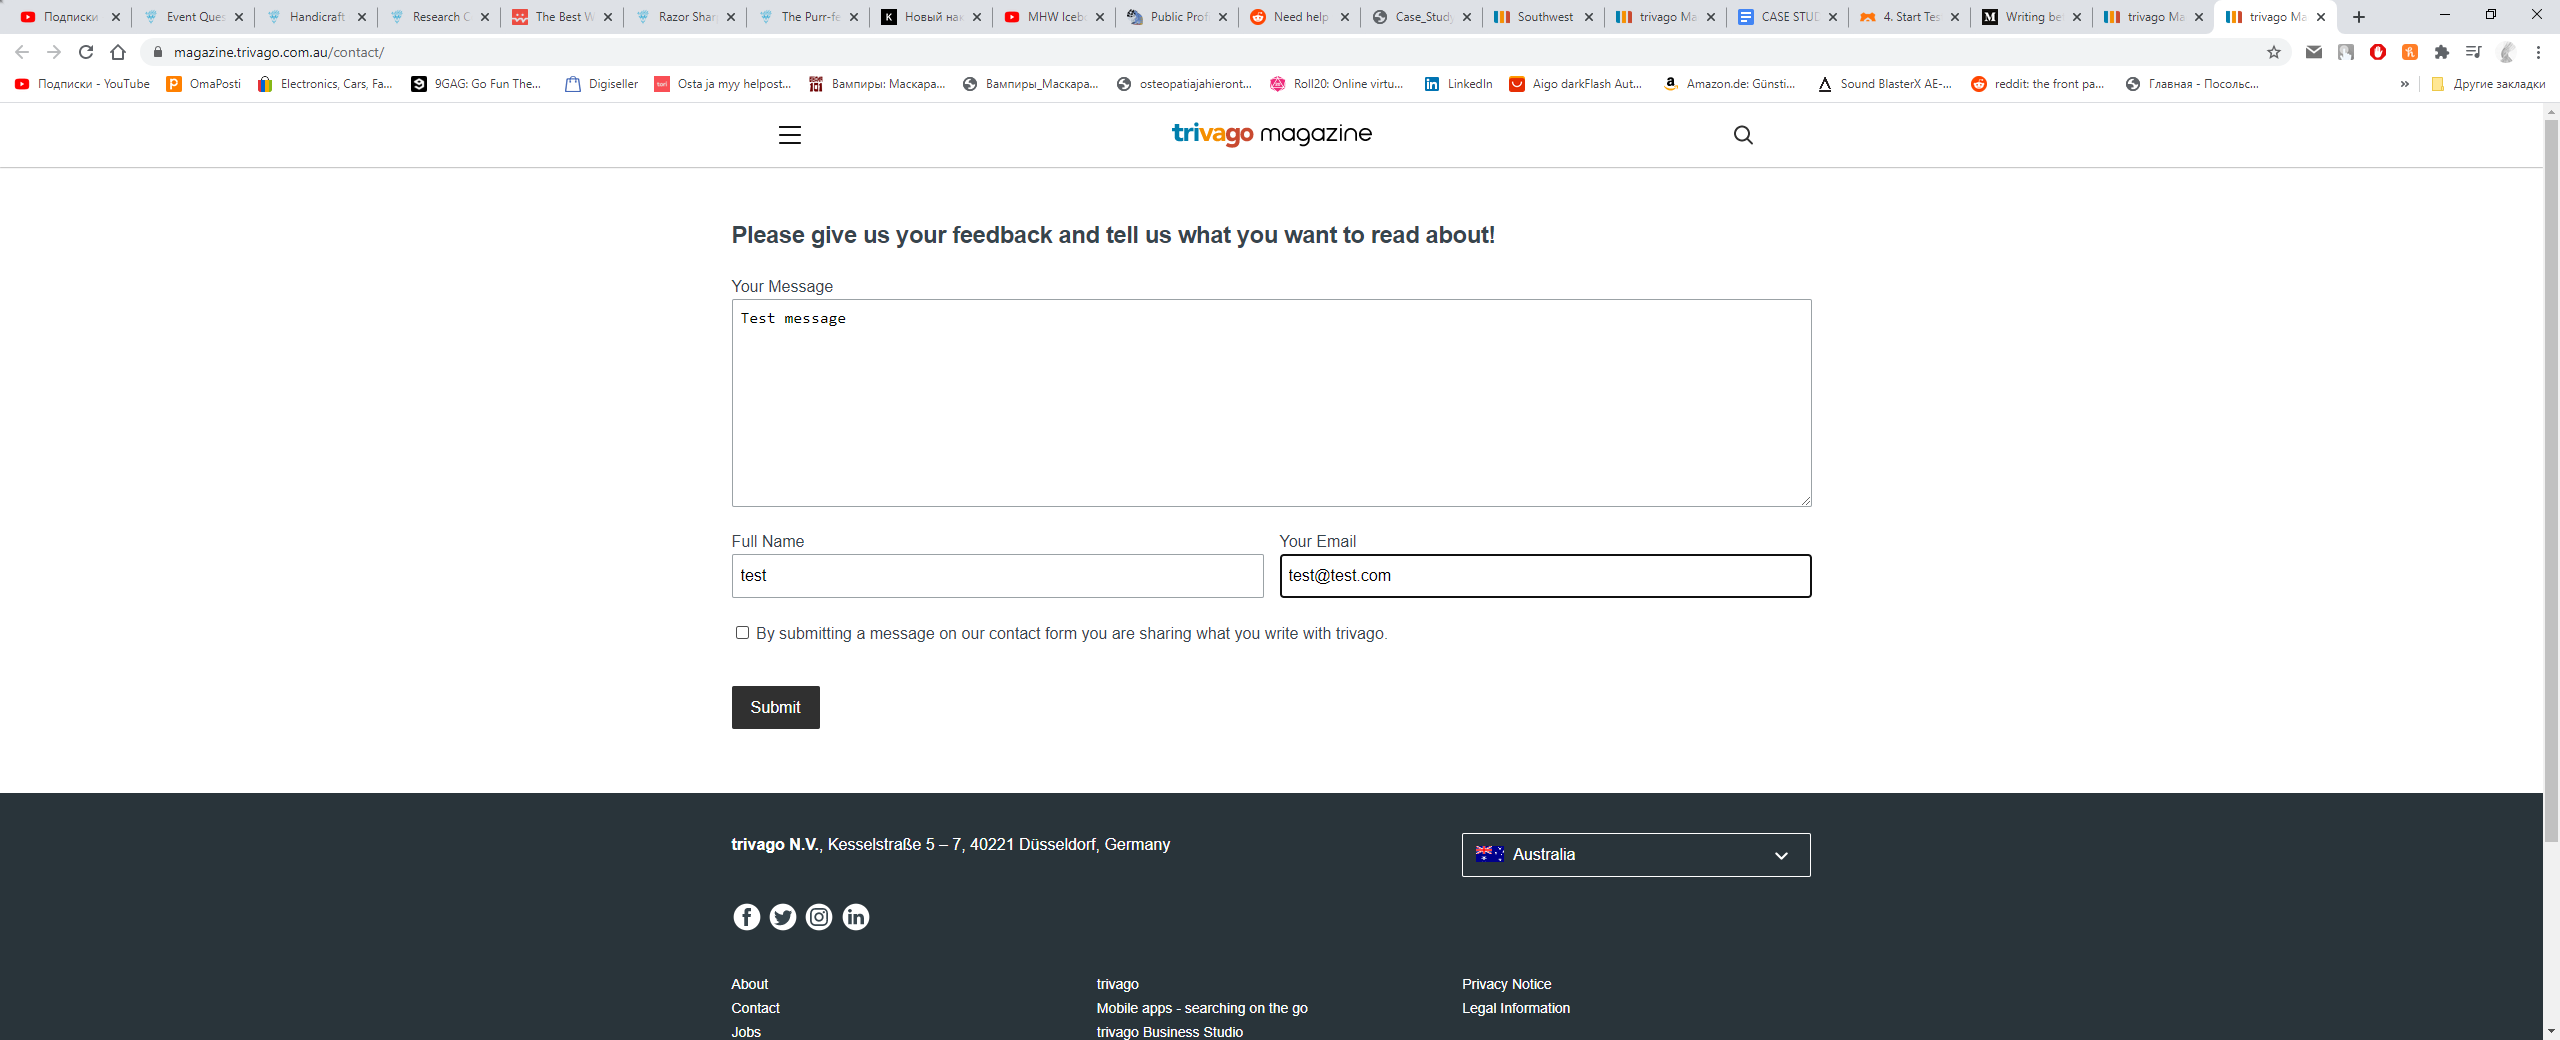 Подписки
Event Ques
Handicraft
Research C
The Best W
Razor Shar
The Purr-fe
Новый нак
MHW Icebo
Public Prof
Need help
Case_Study
Southwest
trivago Ma
CASE STUD
4. Start Tes
Writing bet
trivago Ma
trivago Ma
magazine.trivago.com.au/contact/
Подписки - YouTube
OmaPosti
Electronics, Cars, Fa...
9GAG: Go Fun The...
Digiseller
Osta ja myy helpost...
Вампиры: Маскара...
Вампиры_Маскара...
osteopatiajahieront...
Roll20: Online virtu...
LinkedIn
Aigo darkFlash Aut...
Amazon.de: Günsti...
Sound BlasterX AE-...
reddit: the front pa...
Главная - Посольс...
»
Другие закладки
trivago magazine
Please give us your feedback and tell us what you want to read about!
Your Message
Test message
Full Name
Your Email
test
test@test.com
By submitting a message on our contact form you are sharing what you write with trivago.
Submit
trivago N.V., Kesselstraße 5 – 7, 40221 Düsseldorf, Germany
Australia
About
trivago
Privacy Notice
Contact
Mobile apps - searching on the go
Legal Information
Jobs
trivago Business Studio